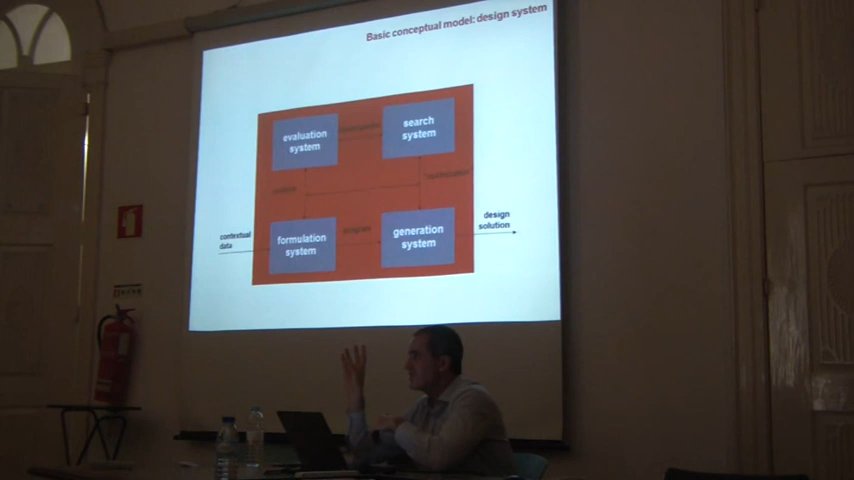 Basic conceptual model: design system
evaluation
system
search
system
contextual
data
formulation
system
generation
system
design
solution